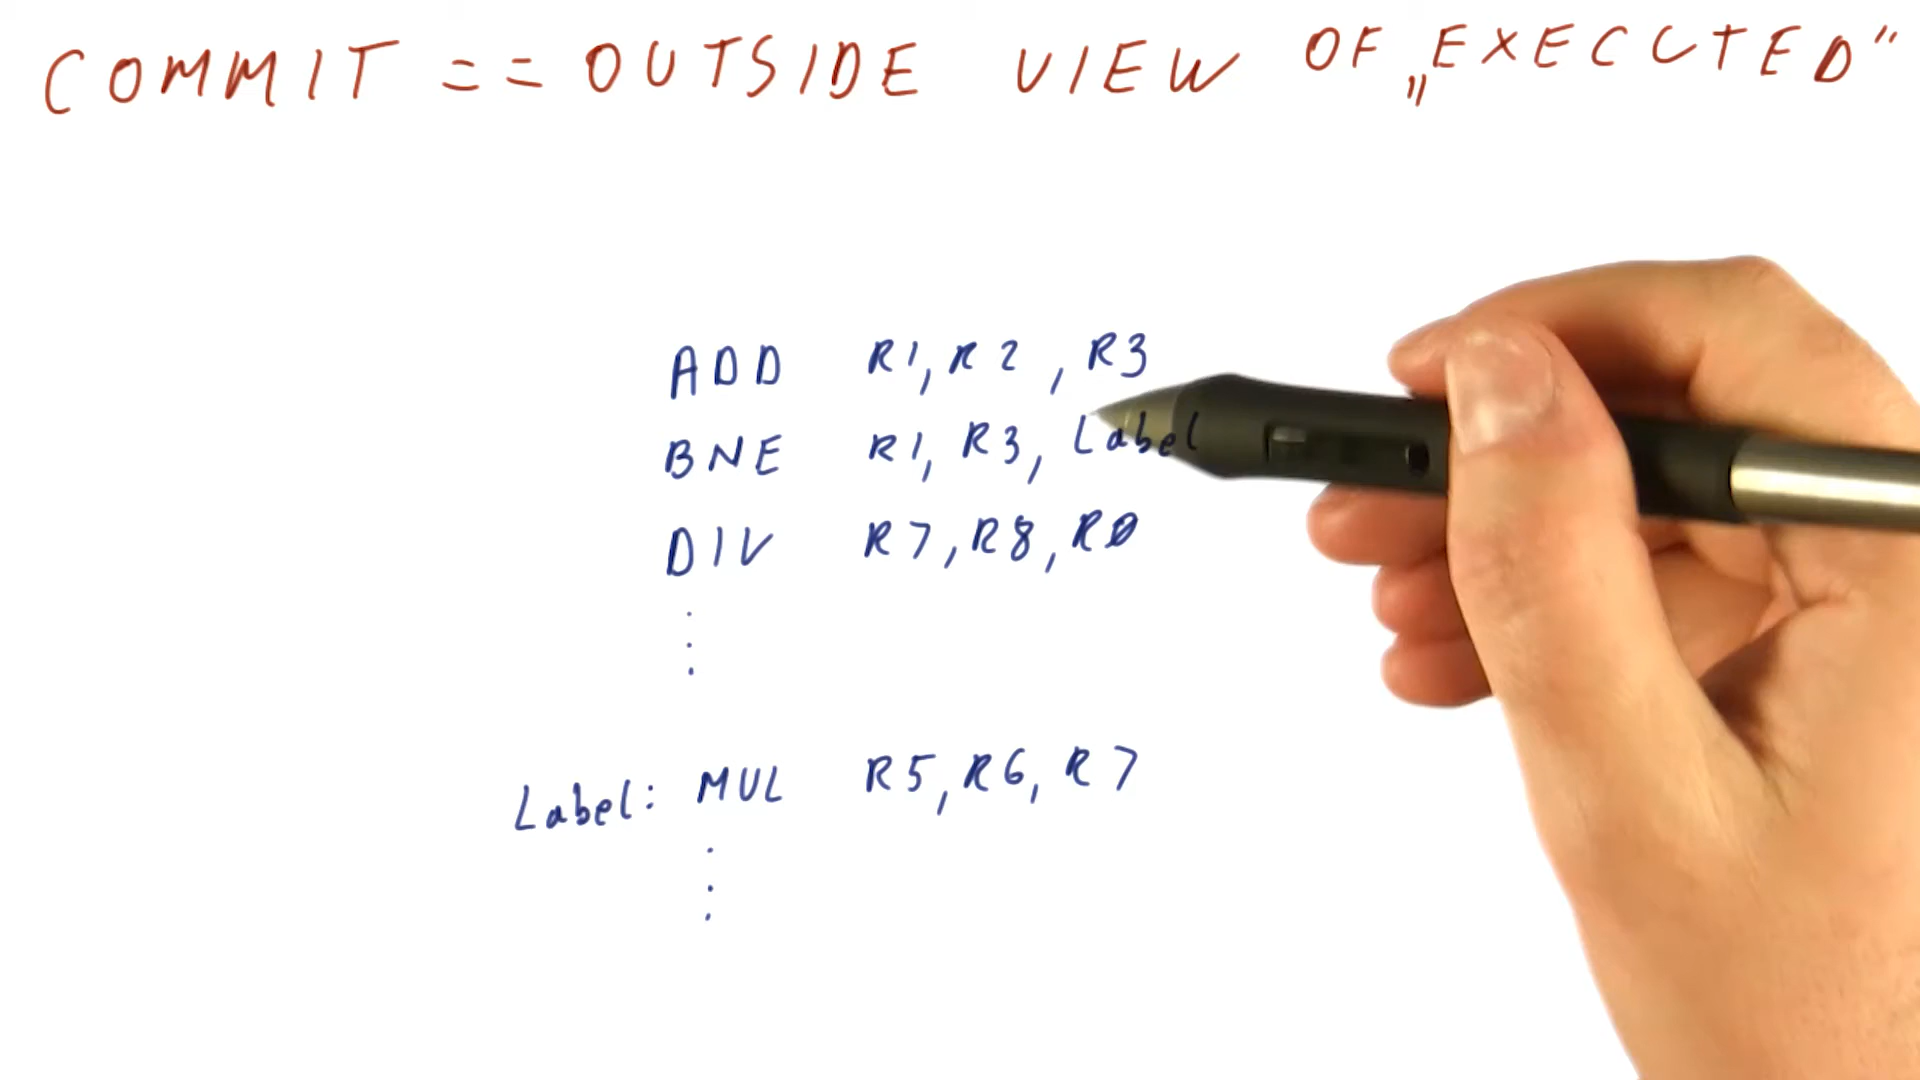 COMMIT == OUTSIDE VIEW OF „EXECUTED"
ADD R1, R2, R3
BNE R1, R3, Label
DIV R7, R8, R0
Label: MUL R5, R6, R7